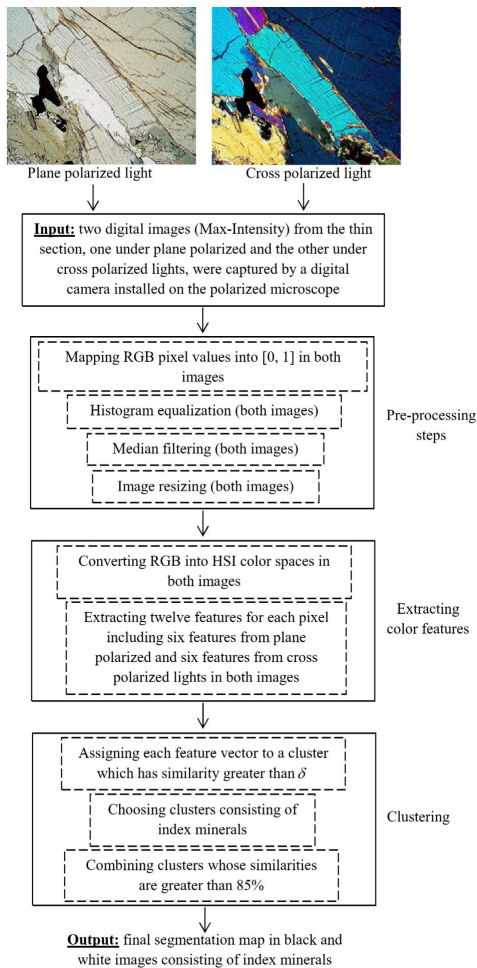 Plane polarized light
Cross polarized light
Input: two digital images (Max-Intensity) from the thin
section, one under plane polarized and the other under
cross polarized lights, were captured by a digital
camera installed on the polarized microscope
Mapping RGB pixel values into [0, 1] in both
images
Histogram equalization (both images)
Median filtering (both images)
Image resizing (both images)
Pre-processing
steps
Converting RGB into HSI color spaces in
both images
Extracting twelve features for each pixel
including six features from plane
polarized and six features from cross
polarized lights in both images
Extracting
color features
Assigning each feature vector to a cluster
which has similarity greater than δ
Choosing clusters consisting of
index minerals
Combining clusters whose similarities
are greater than 85%
Clustering
Output: final segmentation map in black and
white images consisting of index minerals